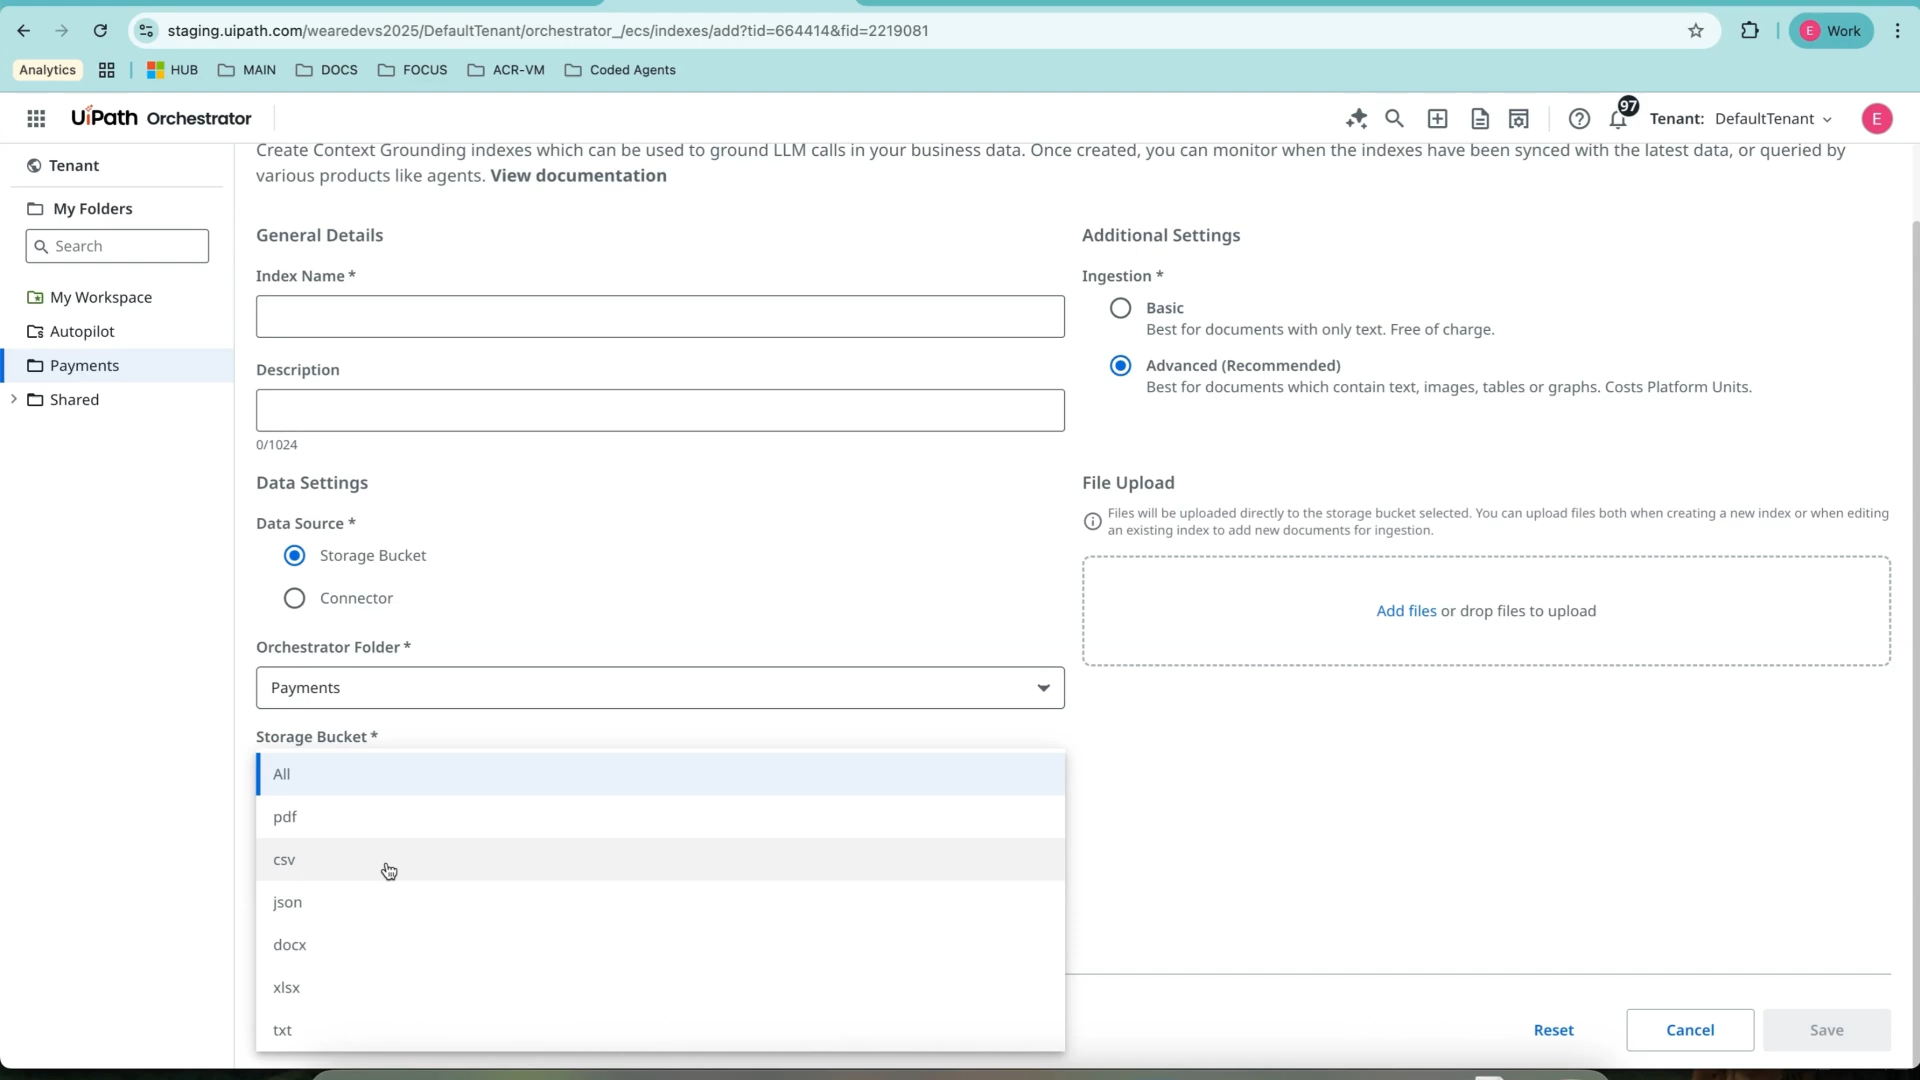 staging.uipath.com/wearedevs2025/DefaultTenant/orchestrator_/ecs/indexes/add?tid=664414&fid=2219081
E Work
Analytics
HUB
MAIN
DOCS
FOCUS
ACR-VM
Coded Agents
UiPath Orchestrator
97
Tenant: DefaultTenant
E
Tenant
My Folders
Search
My Workspace
Autopilot
Payments
Shared
Create Context Grounding indexes which can be used to ground LLM calls in your business data. Once created, you can monitor when the indexes have been synced with the latest data, or queried by
various products like agents. View documentation
General Details
Index Name *
Description
0/1024
Data Settings
Data Source *
Storage Bucket
Connector
Orchestrator Folder *
Payments
Storage Bucket *
All
pdf
csv
json
docx
xlsx
txt
Additional Settings
Ingestion *
Basic
Best for documents with only text. Free of charge.
Advanced (Recommended)
Best for documents which contain text, images, tables or graphs. Costs Platform Units.
File Upload
Files will be uploaded directly to the storage bucket selected. You can upload files both when creating a new index or when editing
an existing index to add new documents for ingestion.
Add files or drop files to upload
Reset
Cancel
Save